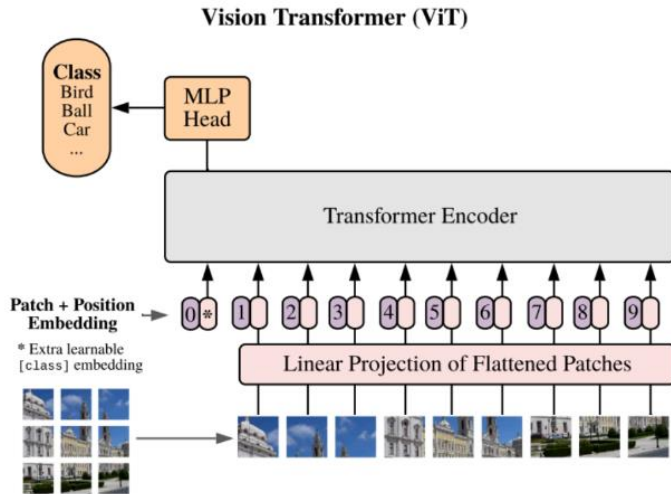 Vision Transformer (ViT)
Class
Bird
Ball
Car
...
MLP
Head
Transformer Encoder
Patch + Position
Embedding
0 * 1 2 3 4 5 6 7 8 9
* Extra learnable
[class] embedding
Linear Projection of Flattened Patches